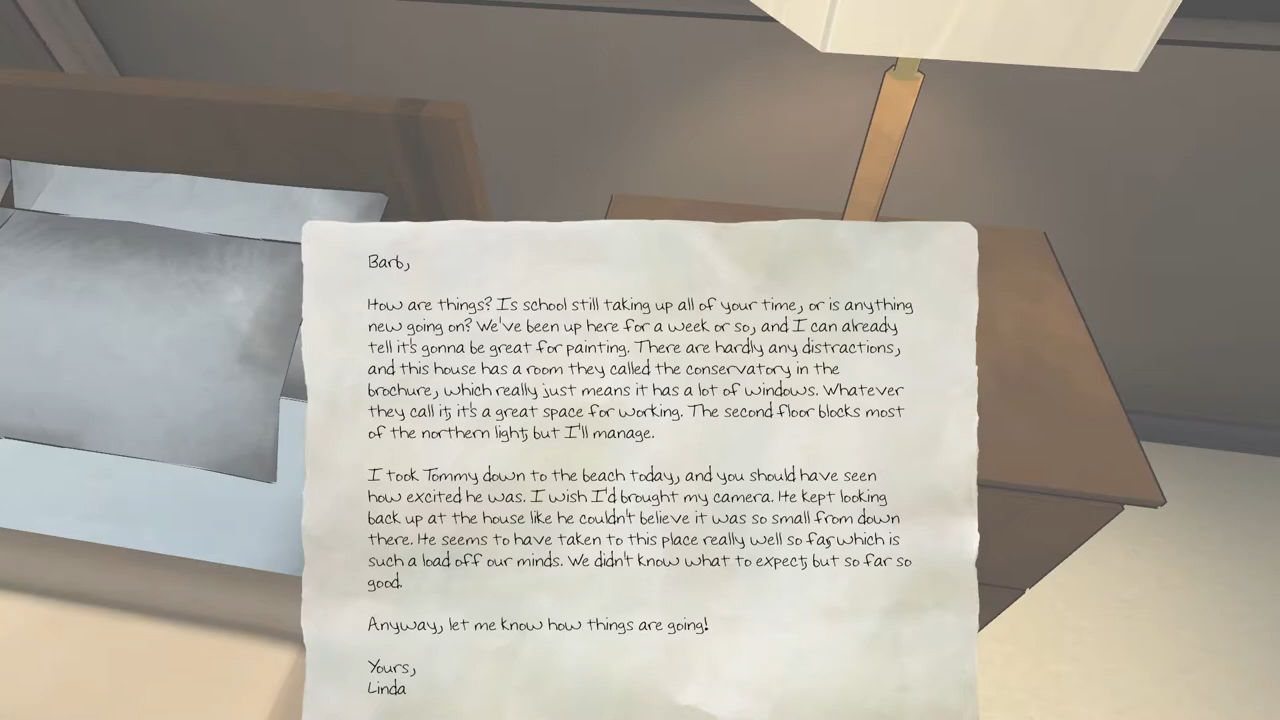 Barb,
How are things? Is school still taking up all of your time, or is anything
new going on? We've been up here for a week or so, and I can already
tell it's gonna be great for painting. There are hardly any distractions,
and this house has a room they called the conservatory in the
brochure, which really just means it has a lot of windows. Whatever
they call it, it's a great space for working. The second floor blocks most
of the northern light, but I'll manage.
I took Tommy down to the beach today, and you should have seen
how excited he was. I wish I'd brought my camera. He kept looking
back up at the house like he couldn't believe it was so small from down
there. He seems to have taken to this place really well so far, which is
such a load off our minds. We didn't know what to expect, but so far so
good.
Anyway, let me know how things are going!
Yours,
Linda